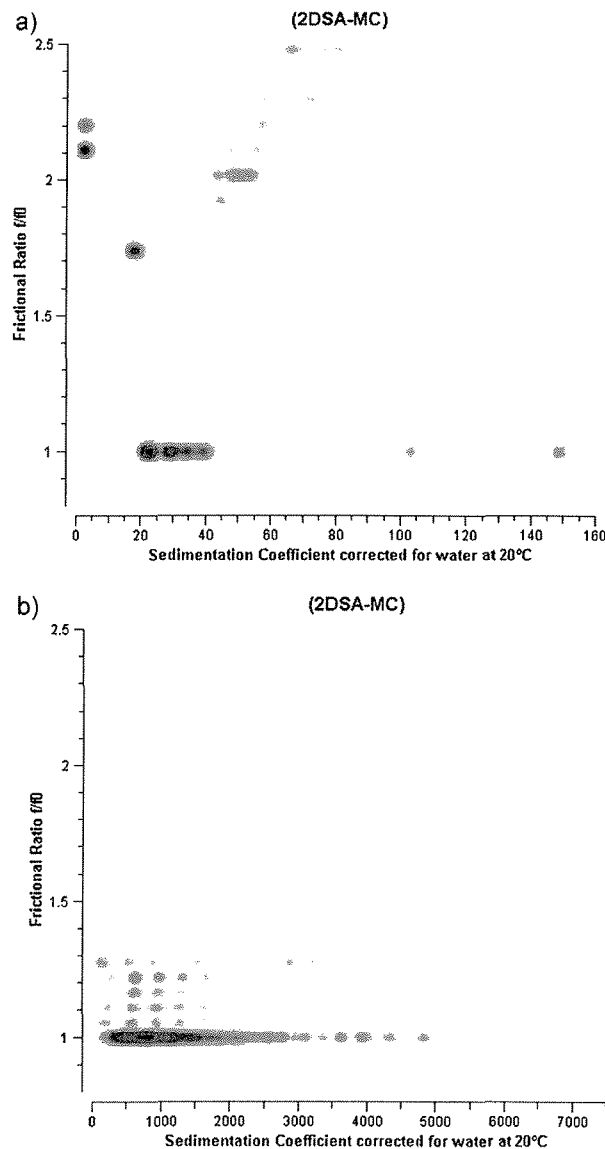 a)
(2DSA-MC)
2.5
2
1.5
1
Frictional Ratio f/f0
0 20 40 60 80 100 120 140 160
Sedimentation Coefficient corrected for water at 20°C
b)
(2DSA-MC)
2.5
2
1.5
1
Frictional Ratio f/f0
0 1000 2000 3000 4000 5000 6000 7000
Sedimentation Coefficient corrected for water at 20°C